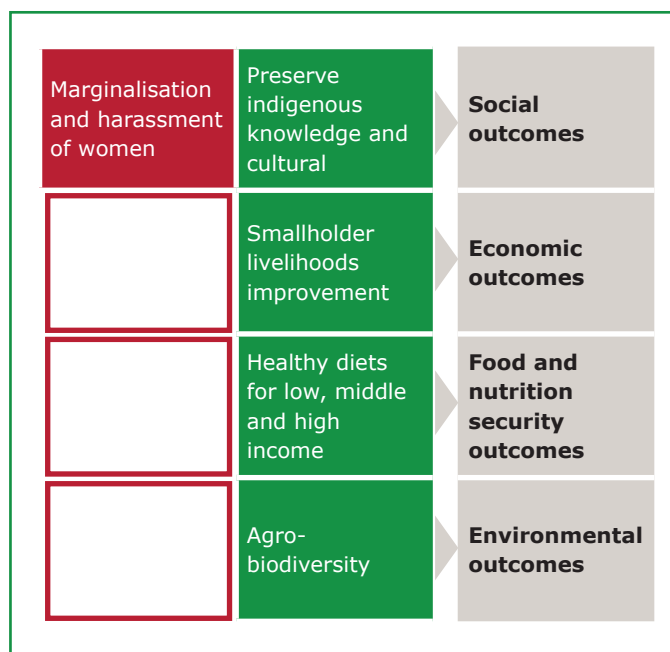 Marginalisation
and harassment
of women
Preserve
indigenous
knowledge and
cultural
Social
outcomes
Smallholder
livelihoods
improvement
Economic
outcomes
Healthy diets
for low, middle
and high
income
Food and
nutrition
security
outcomes
Agro-
biodiversity
Environmental
outcomes